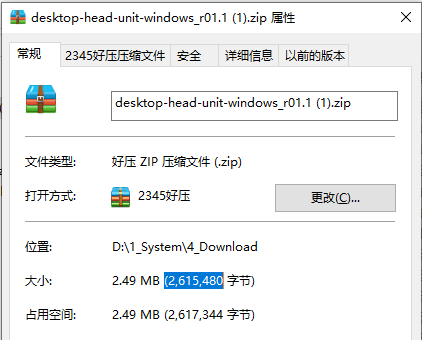 desktop-head-unit-windows_r01.1 (1).zip 属性
常规 2345好压压缩文件 安全 详细信息 以前的版本
desktop-head-unit-windows_r01.1 (1).zip
文件类型: 好压 ZIP 压缩文件 (.zip)
打开方式: 2345好压 更改(C)...
位置: D:\1_System\4_Download
大小: 2.49 MB (2,615,480 字节)
占用空间: 2.49 MB (2,617,344 字节)